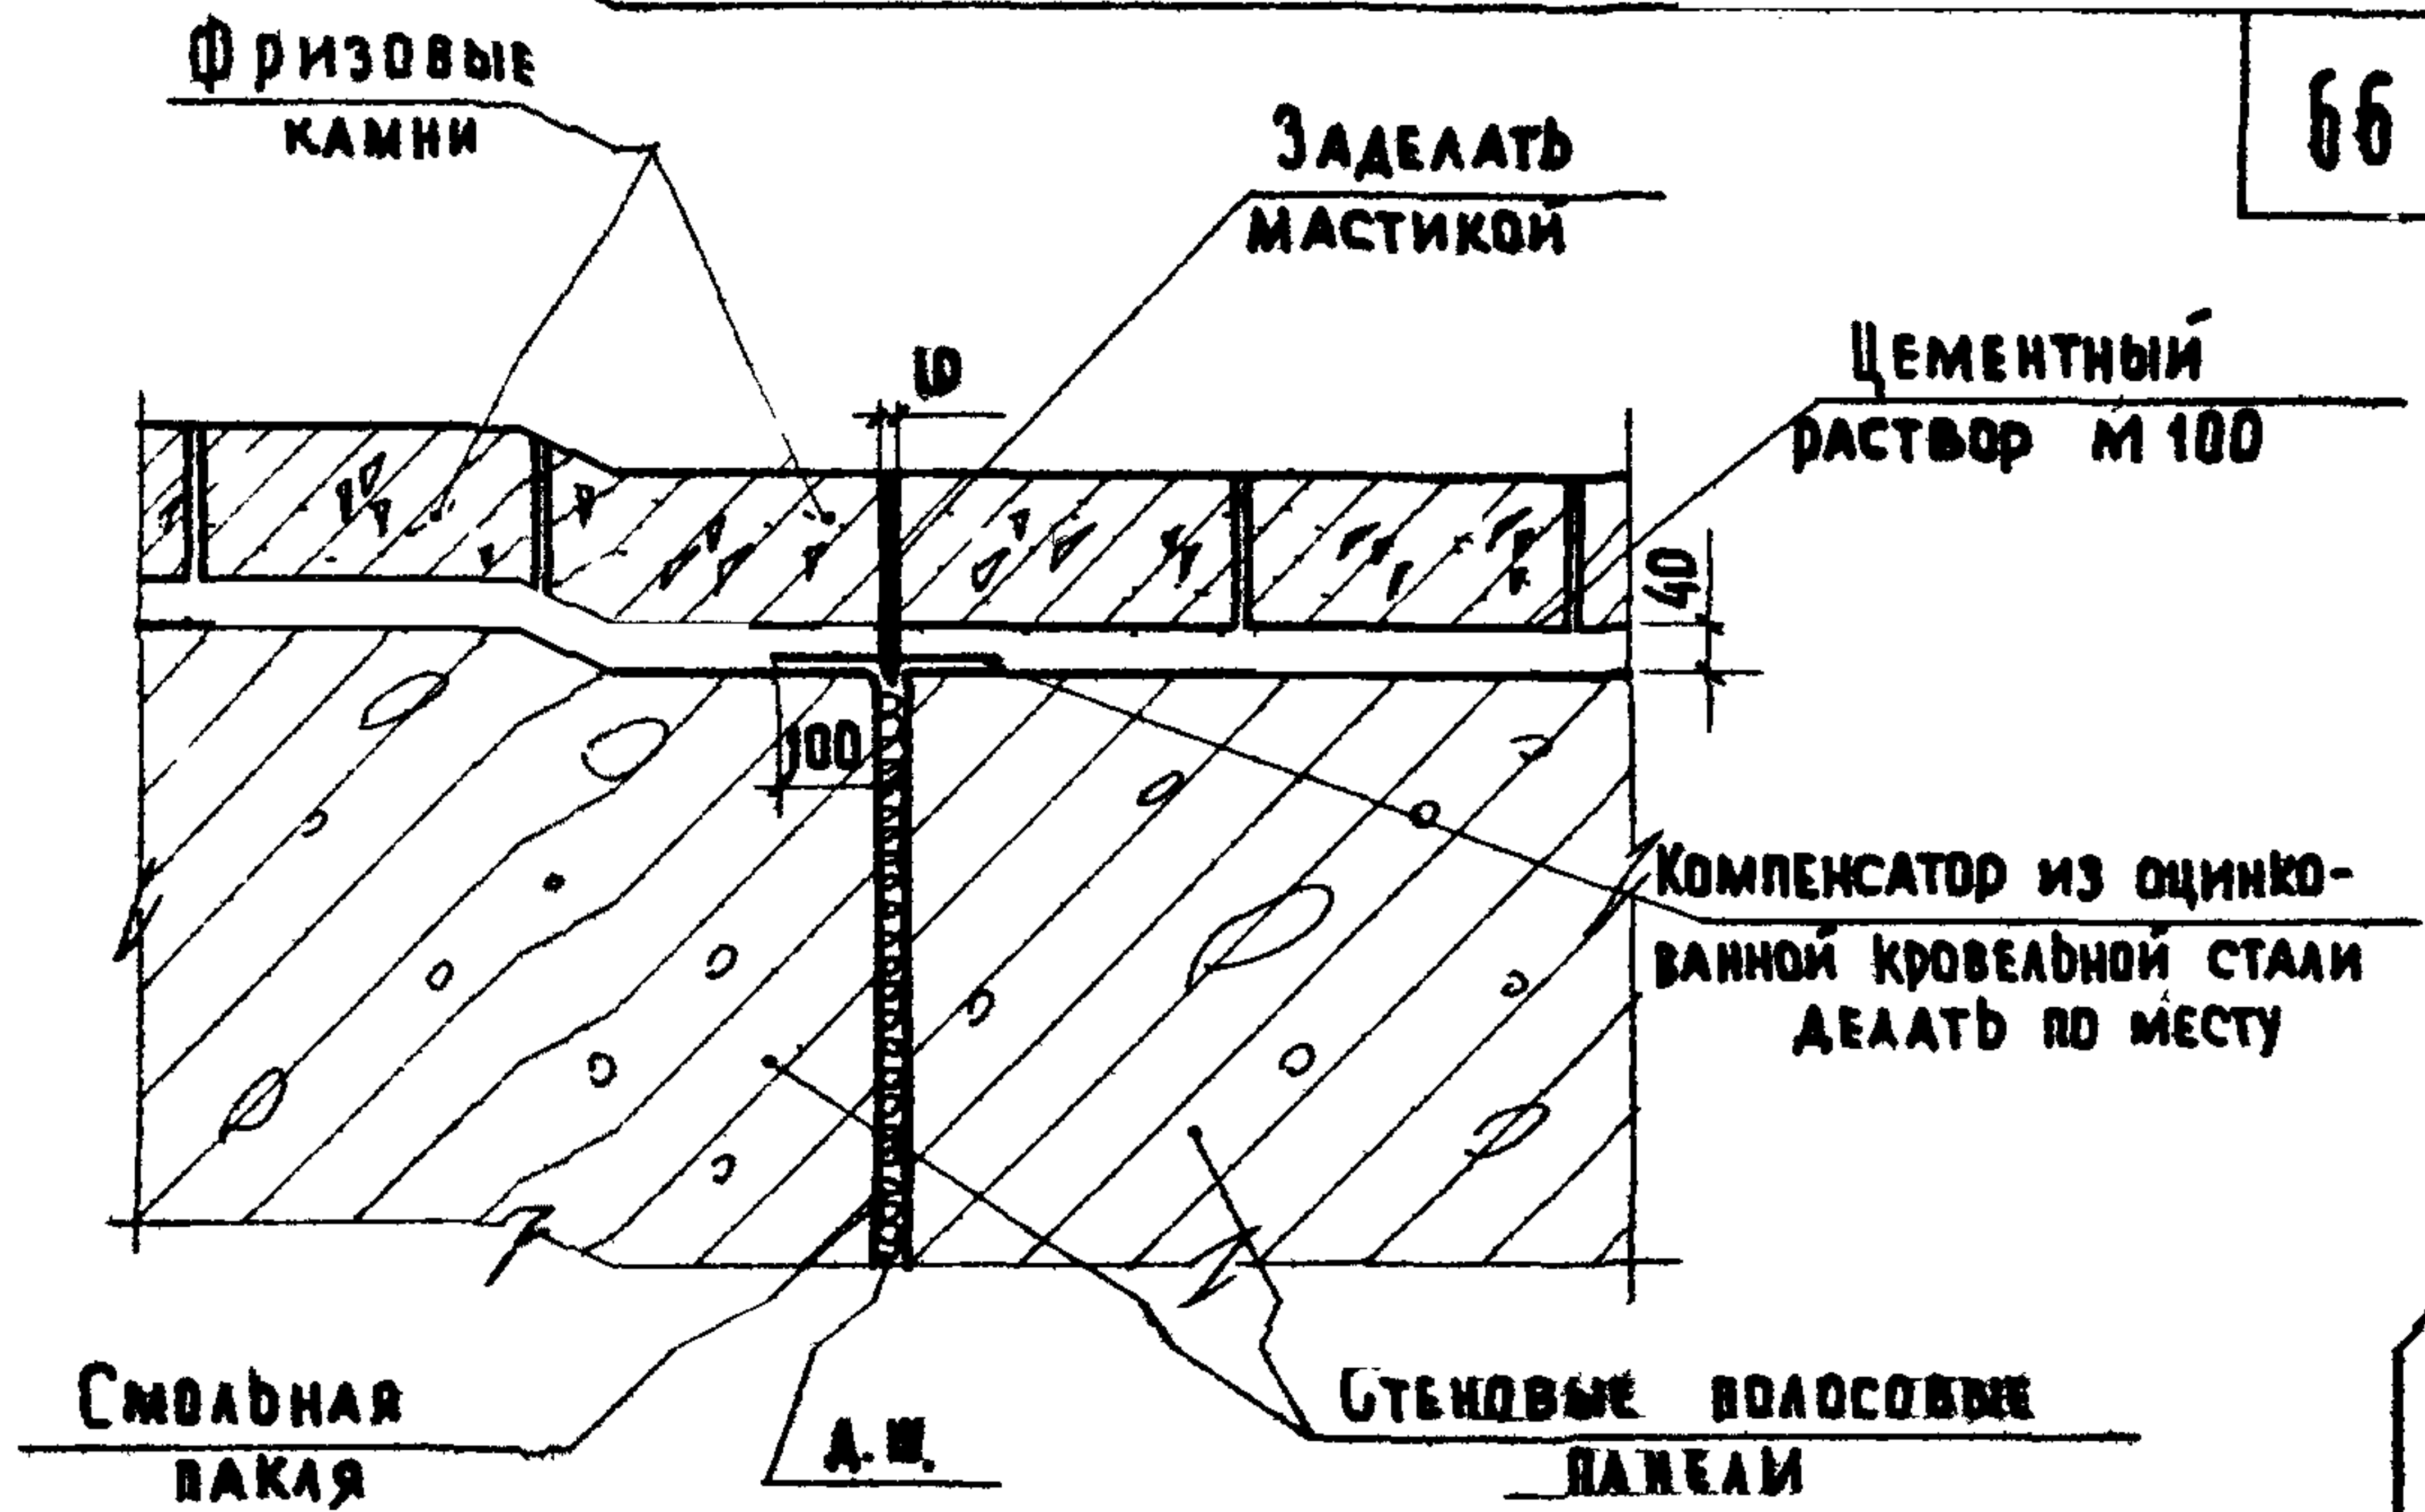 Фризовые
камни
66
Заделать
мастикой
Цементный
раствор М 100
40
100
Компенсатор из оцинко-
ванной кровельной стали
делать по месту
Смольная
пакля
д.ш.
Стеновые полосовые
панели